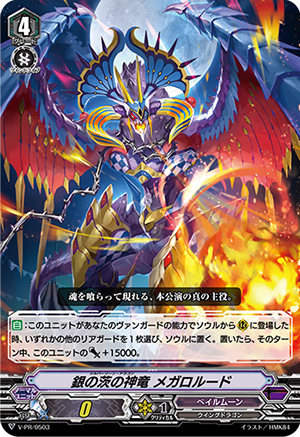 4
グレード
魂を喰らって現れる、本公演の真の主役。
自:このユニットがあなたのヴァンガードの能力でソウルから Ⓡ に登場した
時、いずれかの他のリアガードを1枚選び、ソウルに置く。置いたら、そのター
ン中、このユニットの +15000。
銀の茨の神竜 メガロルード
ノーマル
ユニット
0
1
クリティカル
ペイルムーン
ウイングドラゴン
V-PR/0503
イラスト/HMK84